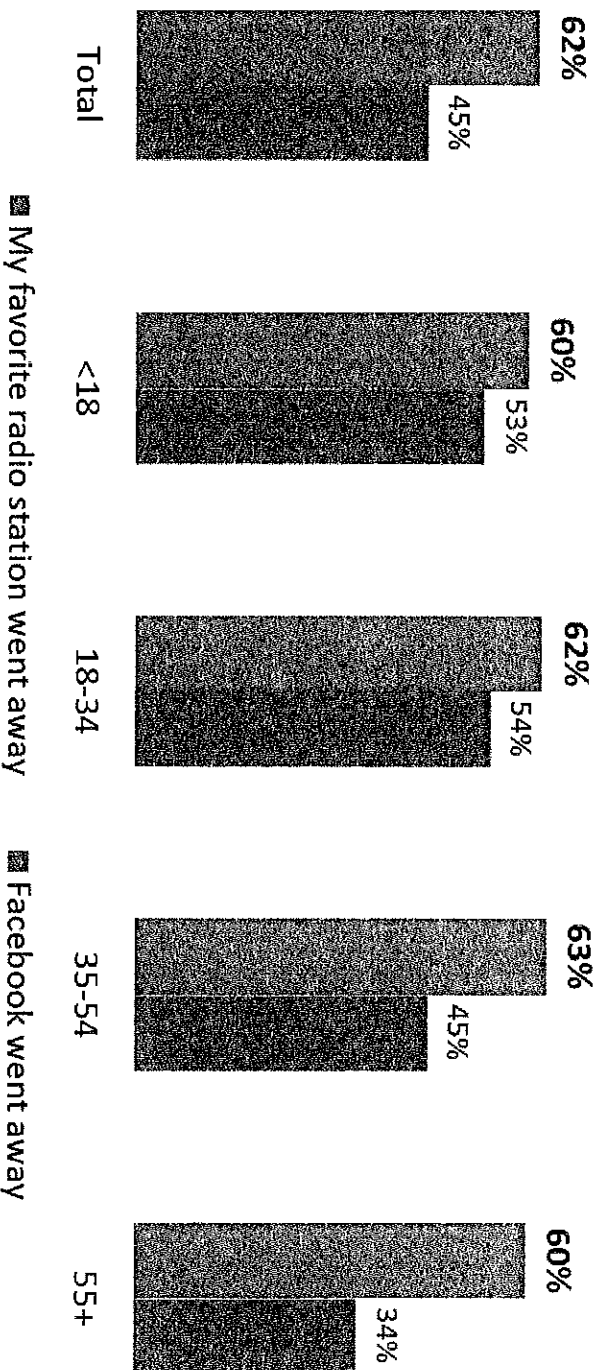 62% 60% 62% 63% 60%
45% 53% 54% 45% 34%
Total <18 18-34 35-54 55+
My favorite radio station went away Facebook went away